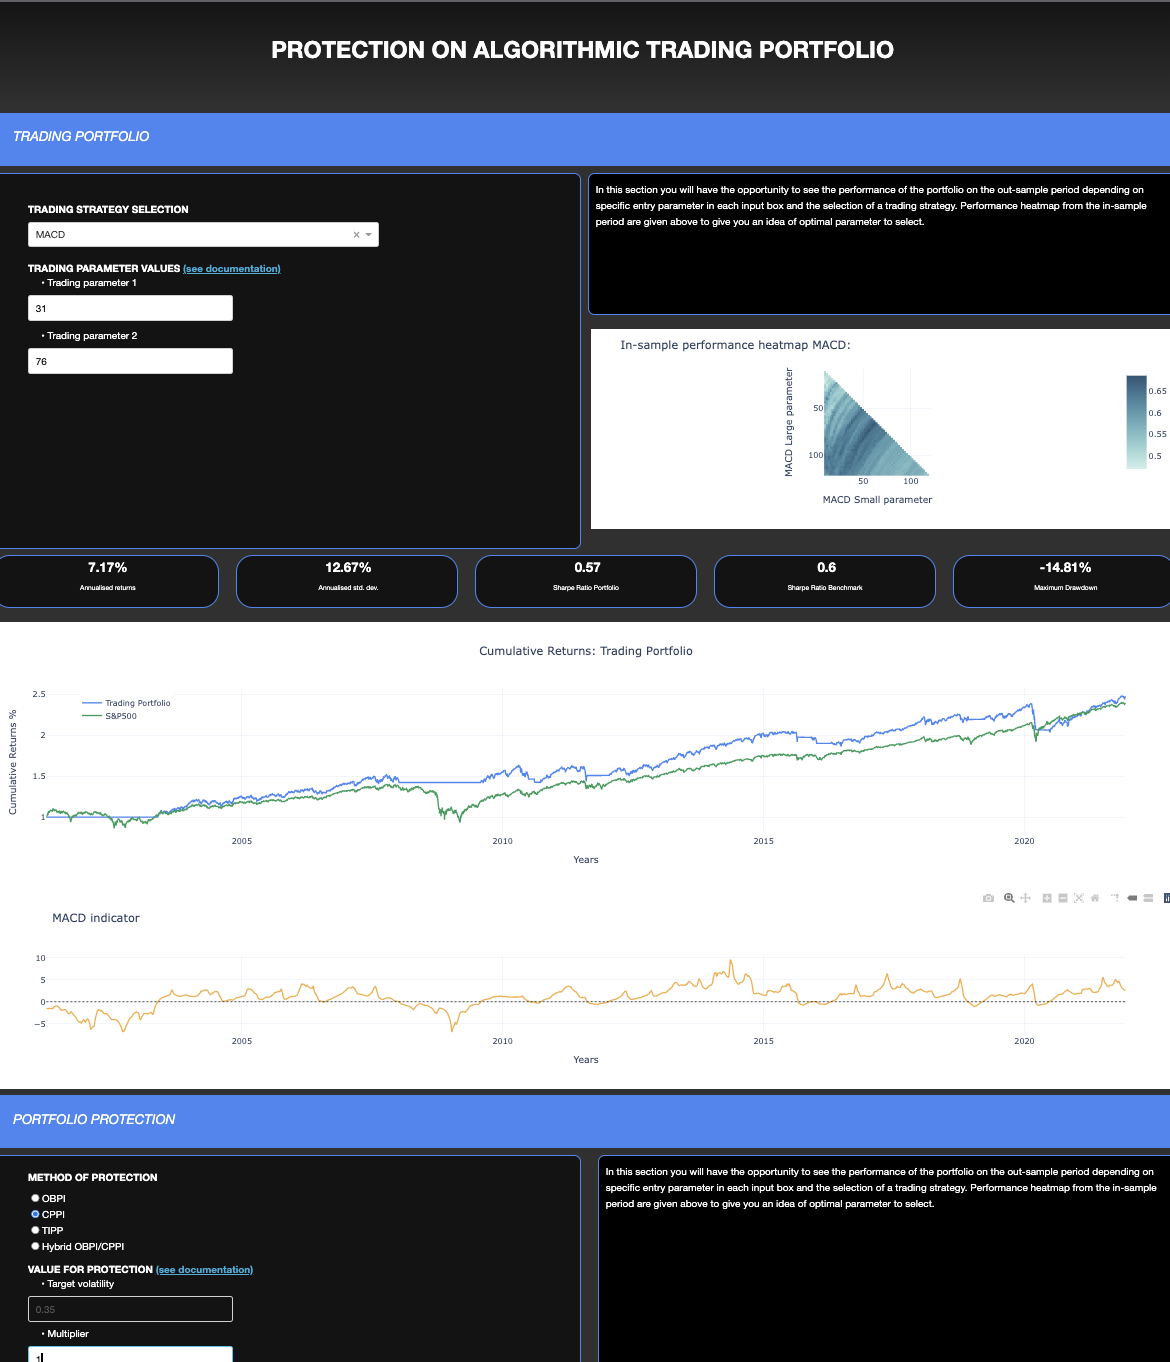 PROTECTION ON ALGORITHMIC TRADING PORTFOLIO
TRADING PORTFOLIO
TRADING STRATEGY SELECTION
MACD
TRADING PARAMETER VALUES (see documentation)
• Trading parameter 1
31
• Trading parameter 2
76
In this section you will have the opportunity to see the performance of the portfolio on the out-sample period depending on
specific entry parameter in each input box and the selection of a trading strategy. Performance heatmap from the in-sample
period are given above to give you an idea of optimal parameter to select.
In-sample performance heatmap MACD:
MACD Large parameter
50
100
50 100
MACD Small parameter
0.65
0.6
0.55
0.5
7.17%
Annualised returns
12.67%
Annualised std. dev.
0.57
Sharpe Ratio Portfolio
0.6
Sharpe Ratio Benchmark
-14.81%
Maximum Drawdown
Cumulative Returns: Trading Portfolio
Trading Portfolio
S&P500
Cumulative Returns %
2.5
2
1.5
1
2005 2010 2015 2020
Years
MACD indicator
10
5
0
−5
2005 2010 2015 2020
Years
PORTFOLIO PROTECTION
METHOD OF PROTECTION
OBPI
CPPI
TIPP
Hybrid OBPI/CPPI
VALUE FOR PROTECTION (see documentation)
• Target volatility
0.35
• Multiplier
1
In this section you will have the opportunity to see the performance of the portfolio on the out-sample period depending on
specific entry parameter in each input box and the selection of a trading strategy. Performance heatmap from the in-sample
period are given above to give you an idea of optimal parameter to select.